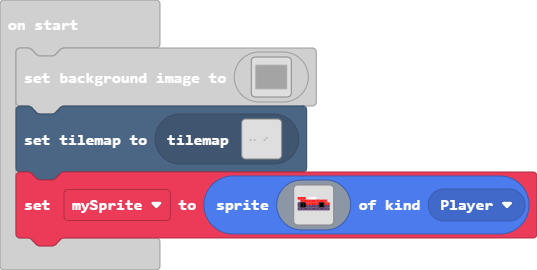 on start
set background image to
set tilemap to tilemap
set mySprite to sprite of kind Player